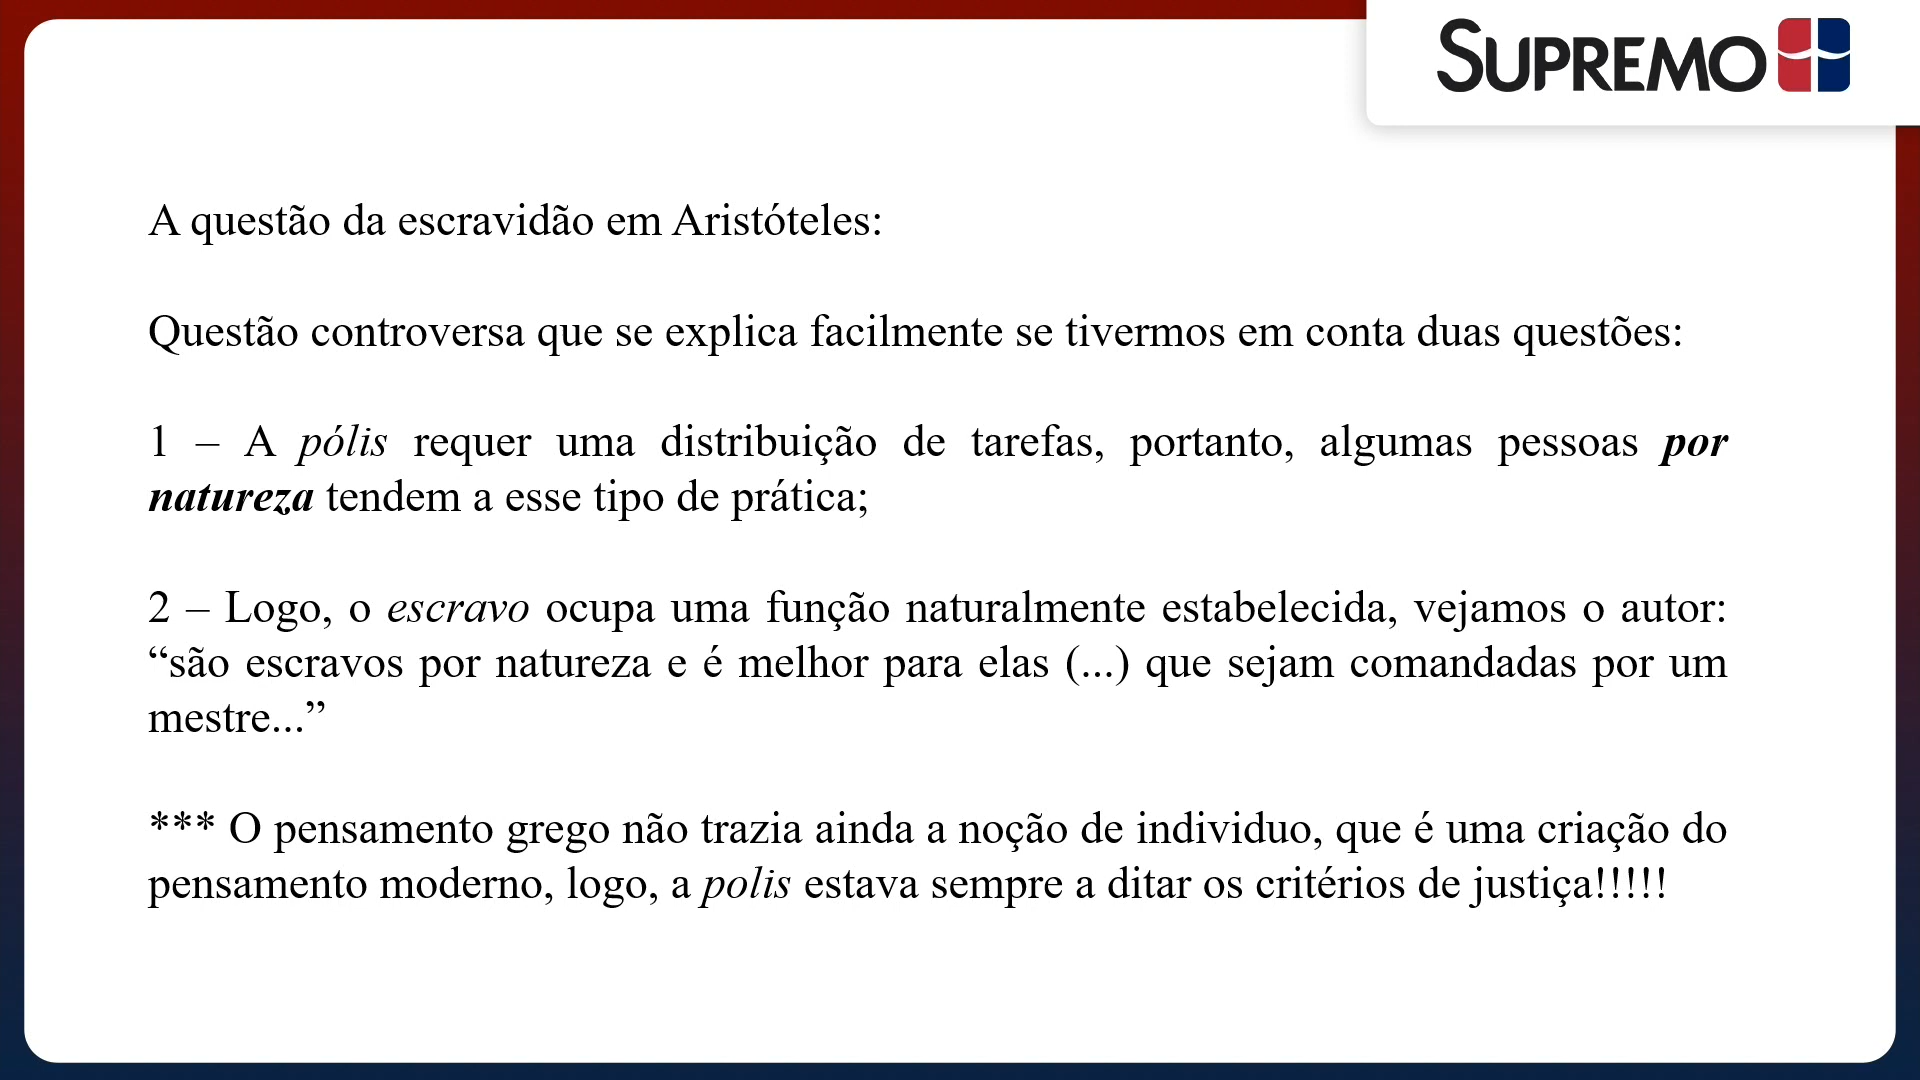 SUPREMO
A questão da escravidão em Aristóteles:
Questão controversa que se explica facilmente se tivermos em conta duas questões:
1 – A pólis requer uma distribuição de tarefas, portanto, algumas pessoas por
natureza tendem a esse tipo de prática;
2 – Logo, o escravo ocupa uma função naturalmente estabelecida, vejamos o autor:
“são escravos por natureza e é melhor para elas (...) que sejam comandadas por um
mestre...”
*** O pensamento grego não trazia ainda a noção de individuo, que é uma criação do
pensamento moderno, logo, a polis estava sempre a ditar os critérios de justiça!!!!!